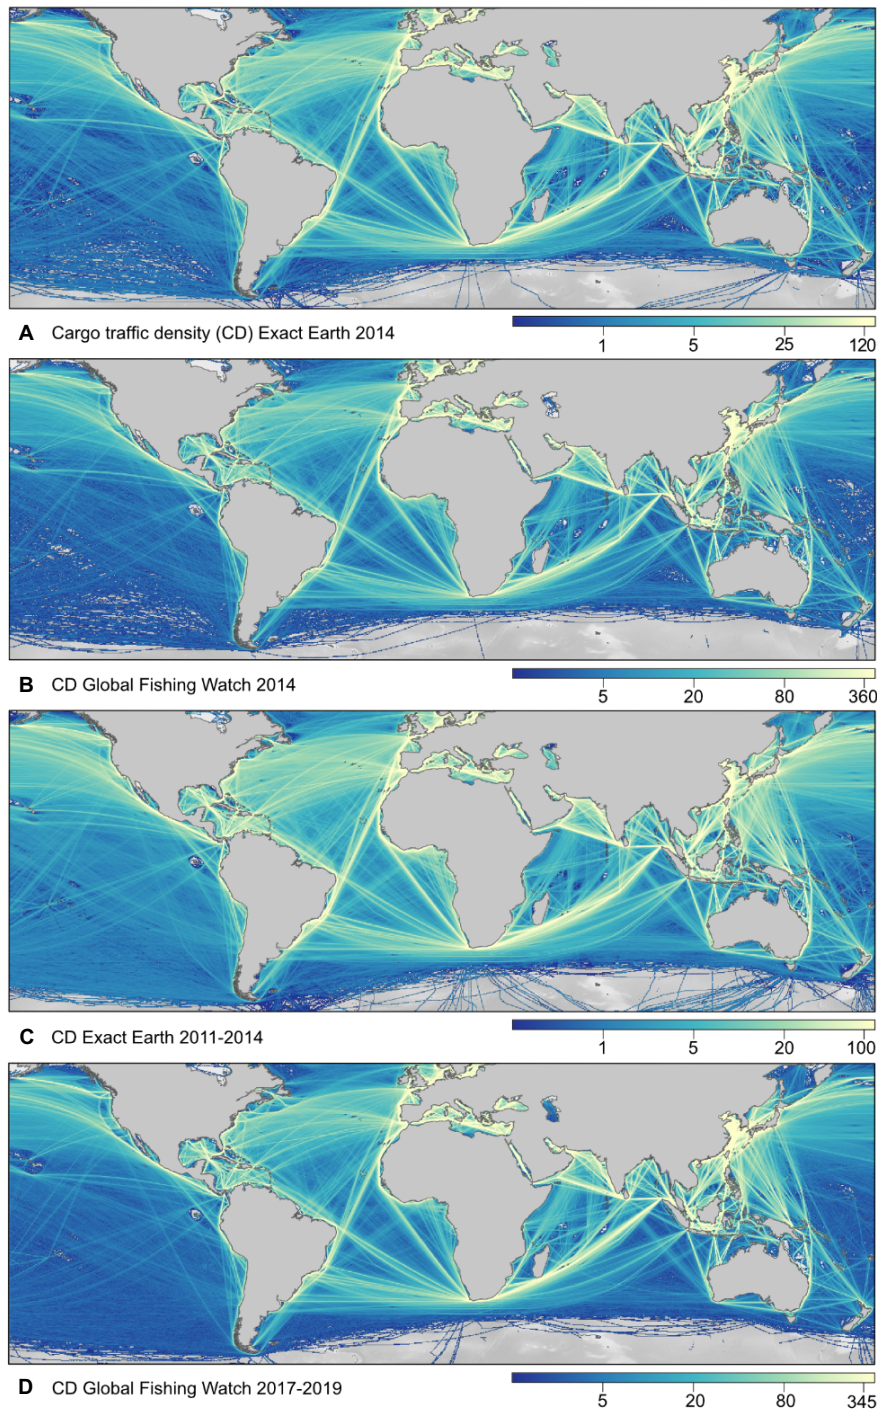 A Cargo traffic density (CD) Exact Earth 2014
1 5 25 120
B CD Global Fishing Watch 2014
5 20 80 360
C CD Exact Earth 2011-2014
1 5 20 100
D CD Global Fishing Watch 2017-2019
5 20 80 345